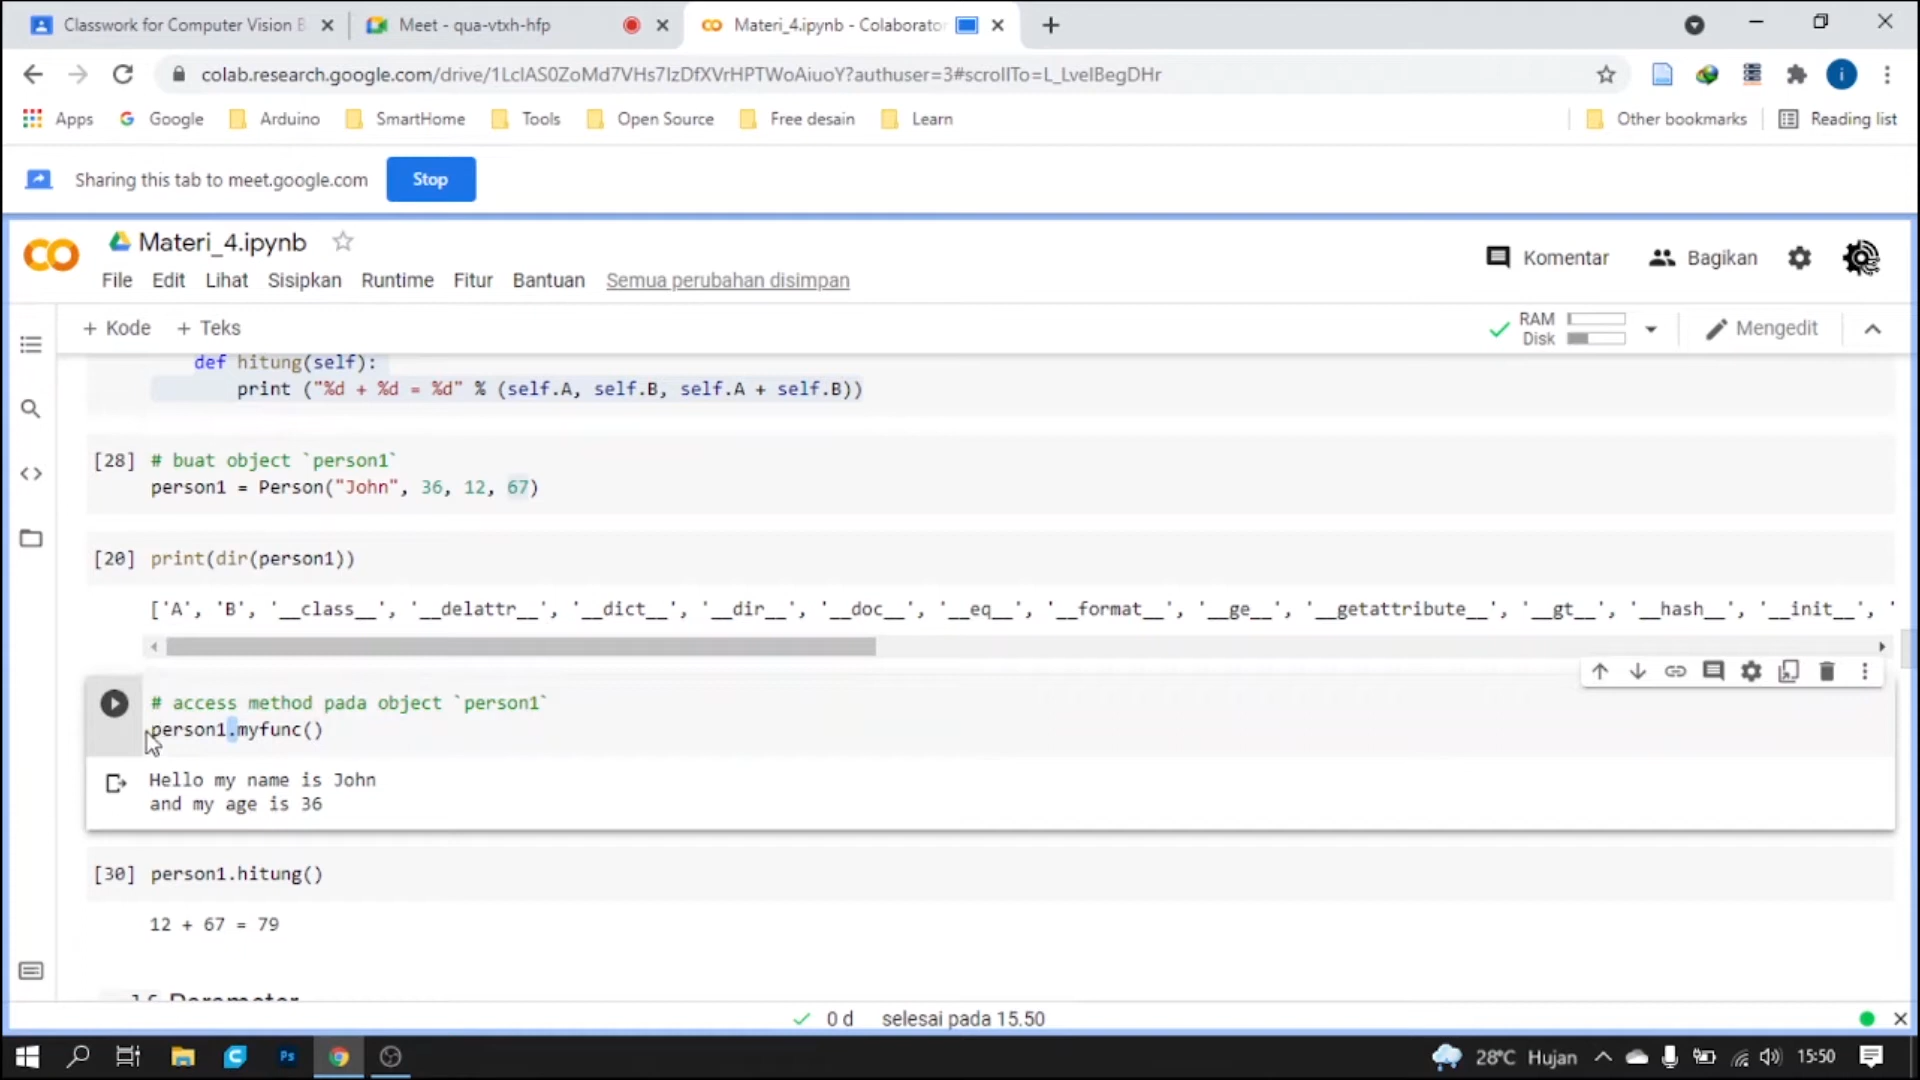 Classwork for Computer Vision B
Meet - qua-vtxh-hfp
Materi_4.ipynb - Colaborator
colab.research.google.com/drive/1LclAS0ZoMd7VHs7IzDfXVrHPTWoAiuoY?authuser=3#scrollTo=L_LvelBegDHr
Apps
Google
Arduino
SmartHome
Tools
Open Source
Free desain
Learn
Other bookmarks
Reading list
Sharing this tab to meet.google.com
Stop
Materi_4.ipynb
Komentar
Bagikan
File
Edit
Lihat
Sisipkan
Runtime
Fitur
Bantuan
Semua perubahan disimpan
+ Kode
+ Teks
RAM
Disk
Mengedit
def hitung(self):
print ("%d + %d = %d" % (self.A, self.B, self.A + self.B))
[28] # buat object `person1`
person1 = Person("John", 36, 12, 67)
[20] print(dir(person1))
['A', 'B', '__class__', '__delattr__', '__dict__', '__dir__', '__doc__', '__eq__', '__format__', '__ge__', '__getattribute__', '__gt__', '__hash__', '__init__', '
# access method pada object `person1`
person1.myfunc()
Hello my name is John
and my age is 36
[30] person1.hitung()
12 + 67 = 79
Parameter
0 d selesai pada 15.50
Ps
28°C Hujan
15:50